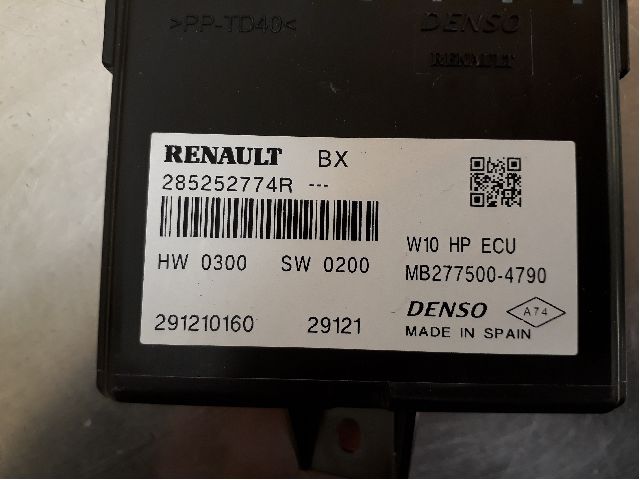 >PP-TD40<
DENSO
RENAULT
RENAULT BX
285252774R ---
W10 HP ECU
HW 0300 SW 0200
MB277500-4790
DENSO A74
291210160 29121
MADE IN SPAIN